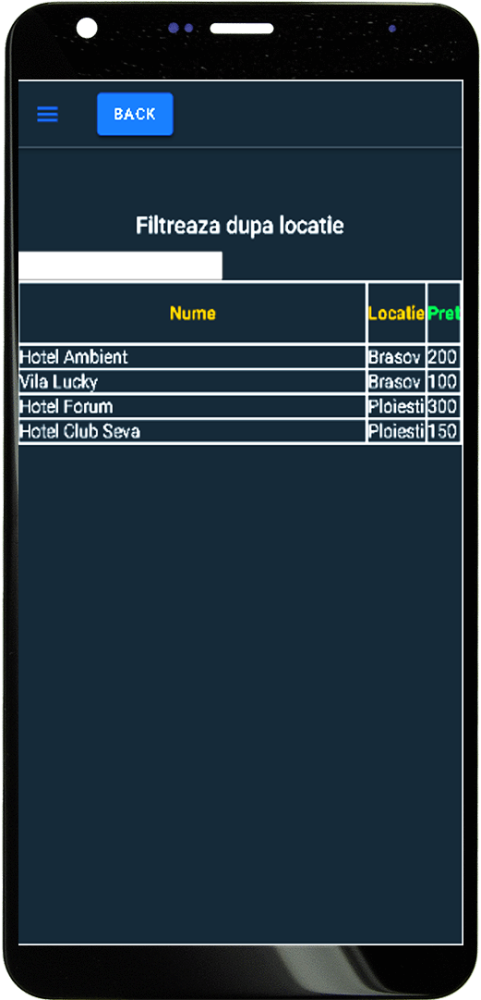 BACK
Filtreaza dupa locatie
Nume Locatie Pret
Hotel Ambient Brasov 200
Vila Lucky Brasov 100
Hotel Forum Ploiesti 300
Hotel Club Seva Ploiesti 150